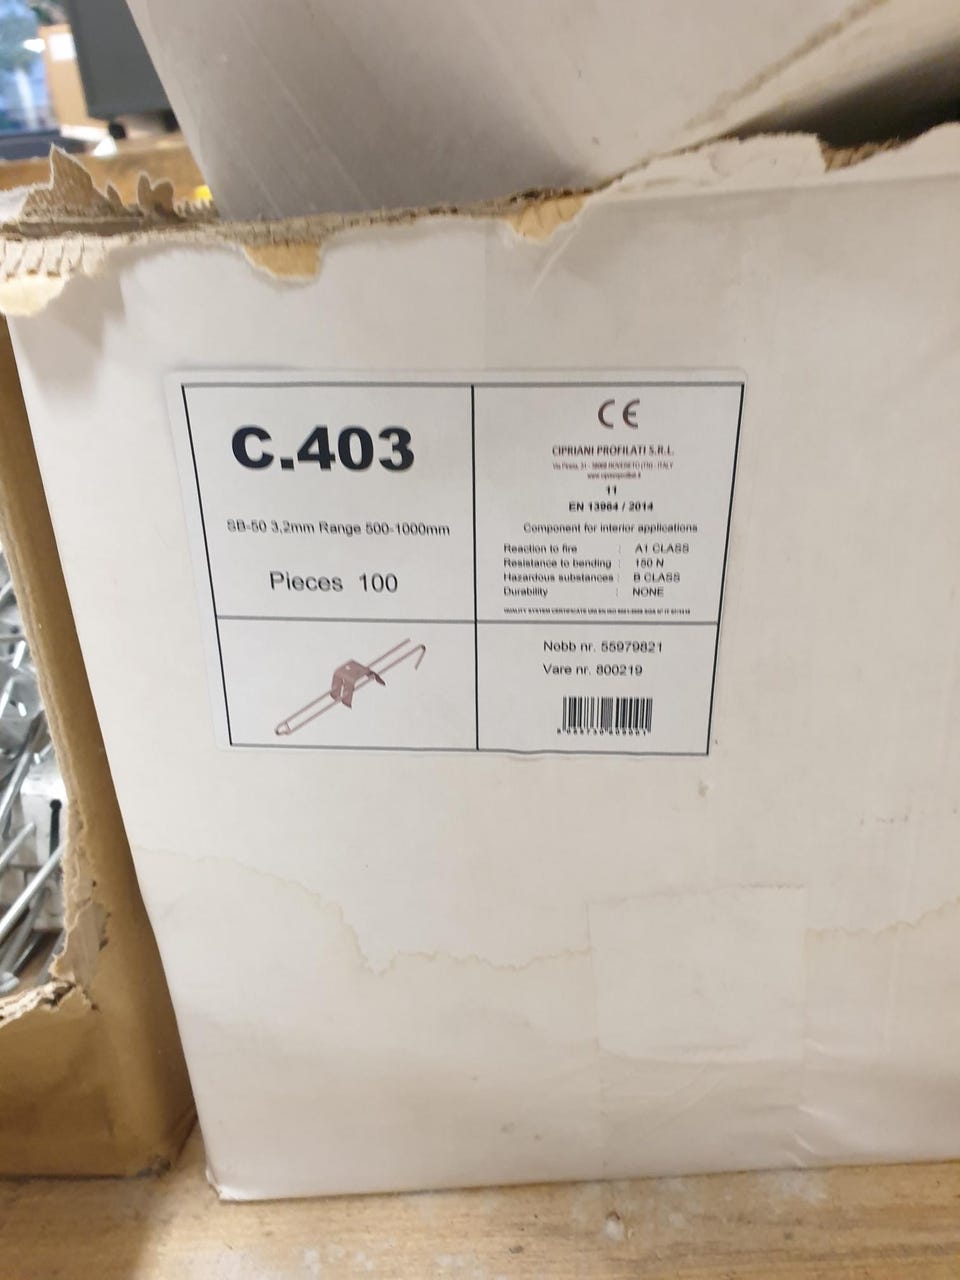 C.403
SB-50 3,2mm Range 500-1000mm
Pieces 100
CE
CIPRIANI PROFILATI S.R.L.
11
EN 13964 / 2014
Component for interior applications
Reaction to fire : A1 CLASS
Resistance to bending : 150 N
Hazardous substances : B CLASS
Durability : NONE
Nobb nr. 55979821
Vare nr. 800219